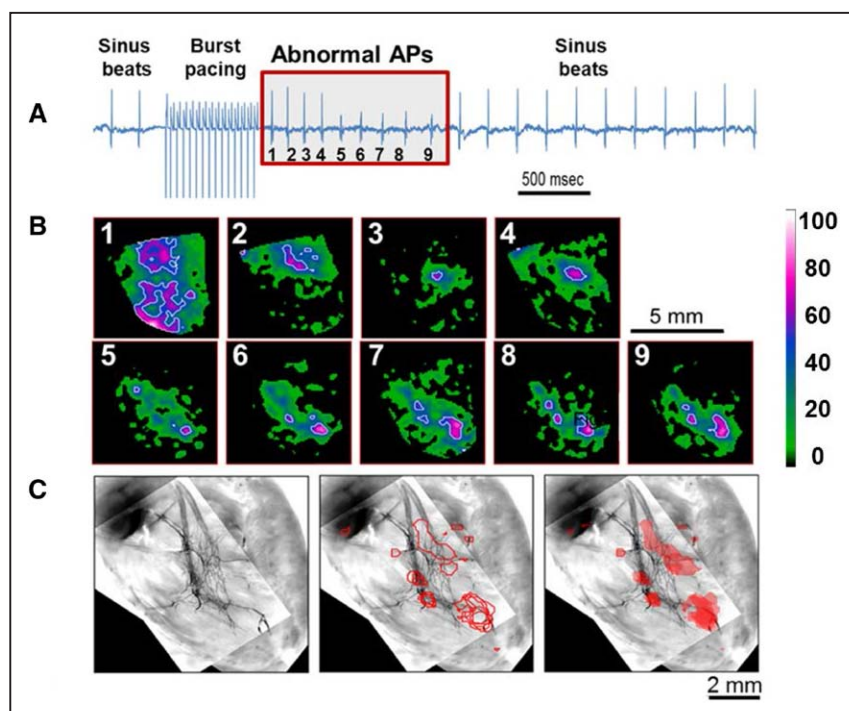 Sinus
beats
Burst
pacing
Abnormal APs
Sinus
beats
A
1 2 3 4 5 6 7 8 9
500 msec
B
1 2 3 4
5 mm
5 6 7 8 9
100
80
60
40
20
0
C
2 mm